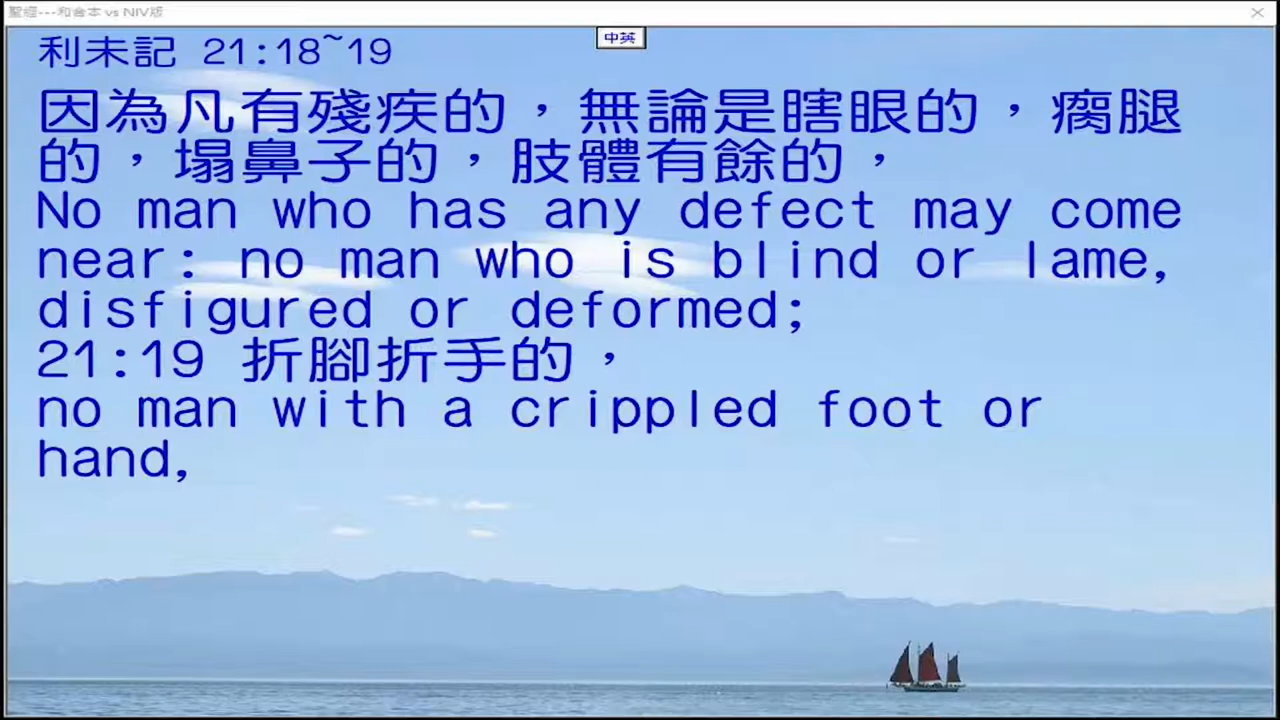 聖經---和合本 vs NIV版
中英
利未記 21:18~19
因為凡有殘疾的，無論是瞎眼的，瘸腿
的，塌鼻子的，肢體有餘的，
No man who has any defect may come
near: no man who is blind or lame,
disfigured or deformed;
21:19 折腳折手的，
no man with a crippled foot or
hand,